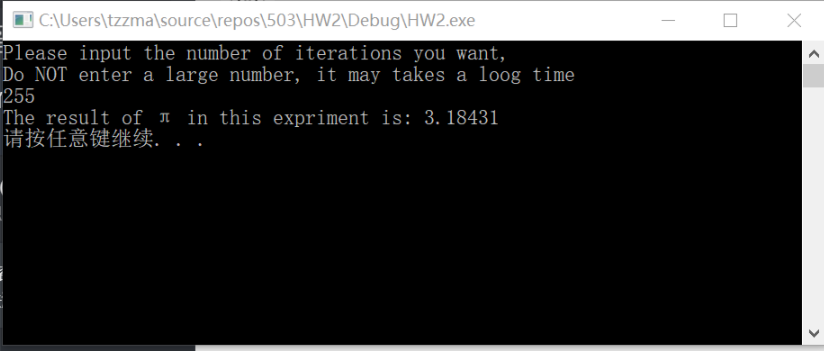 C:\Users\tzzma\source\repos\503\HW2\Debug\HW2.exe
Please input the number of iterations you want,
Do NOT enter a large number, it may takes a loog time
255
The result of π in this expriment is: 3.18431
请按任意键继续. . .